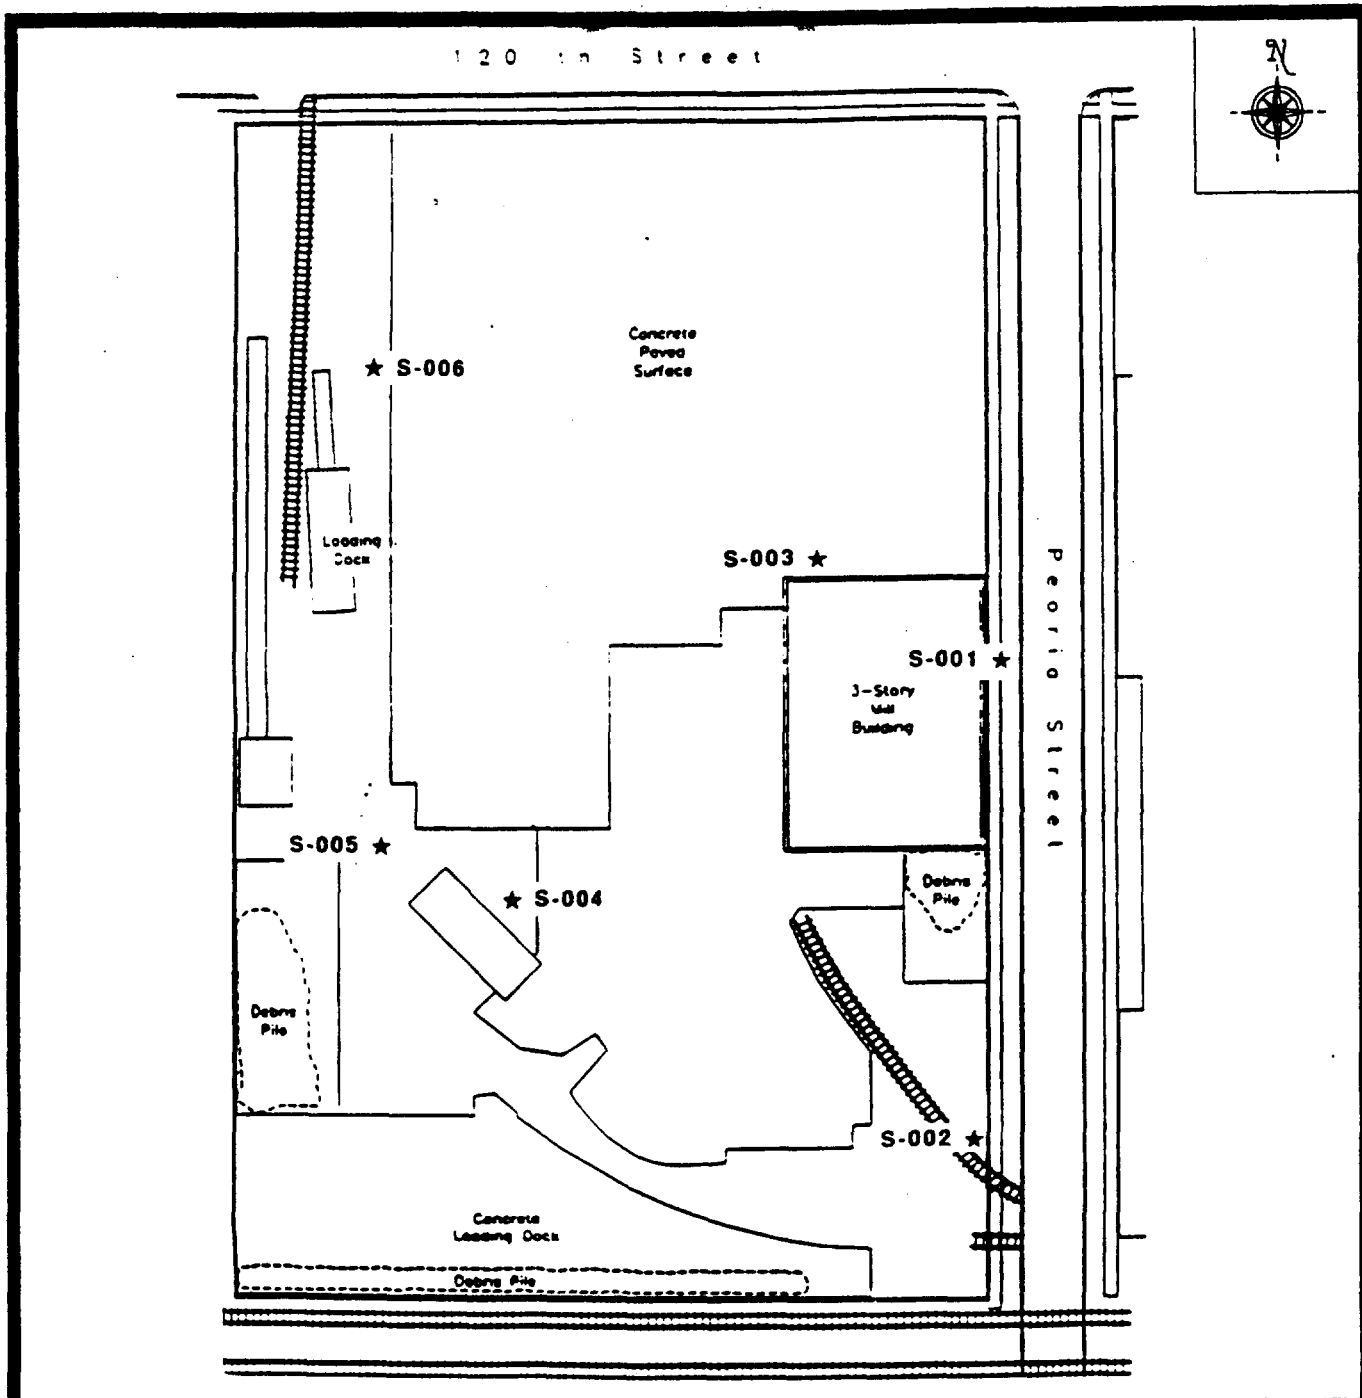 120 th Street
N
Concrete
Paved
Surface
★ S-006
Loading
Dock
S-003 ★
S-001 ★
3-Story
Mill
Building
Peoria Street
S-005 ★
★ S-004
Debris
Pile
Debris
Pile
S-002 ★
Concrete
Loading Dock
Debris Pile